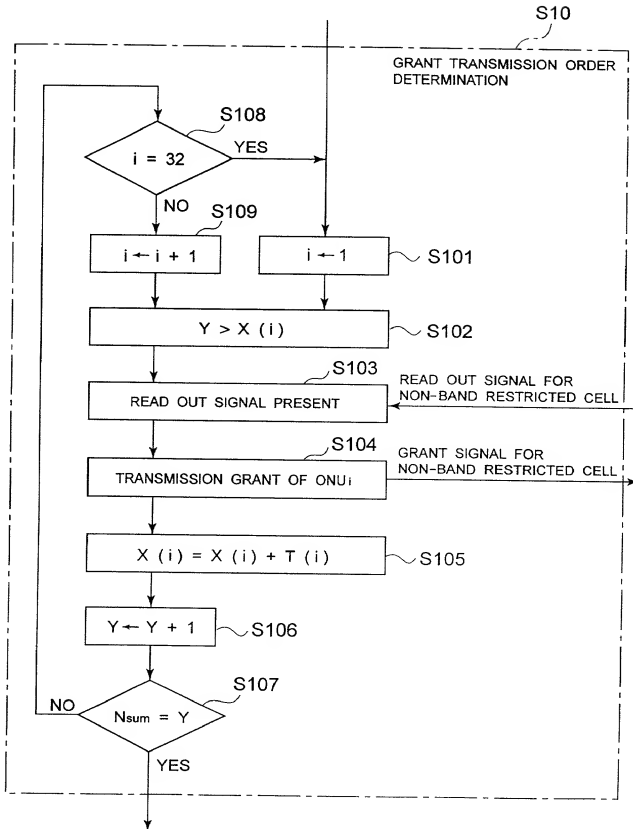 S10
GRANT TRANSMISSION ORDER
DETERMINATION
S108
i = 32
YES
NO
S109
i ← i + 1
i ← 1
S101
Y > X (i)
S102
S103
READ OUT SIGNAL PRESENT
READ OUT SIGNAL FOR
NON-BAND RESTRICTED CELL
S104
TRANSMISSION GRANT OF ONUi
GRANT SIGNAL FOR
NON-BAND RESTRICTED CELL
X (i) = X (i) + T (i)
S105
Y ← Y + 1
S106
S107
NO
Nsum = Y
YES